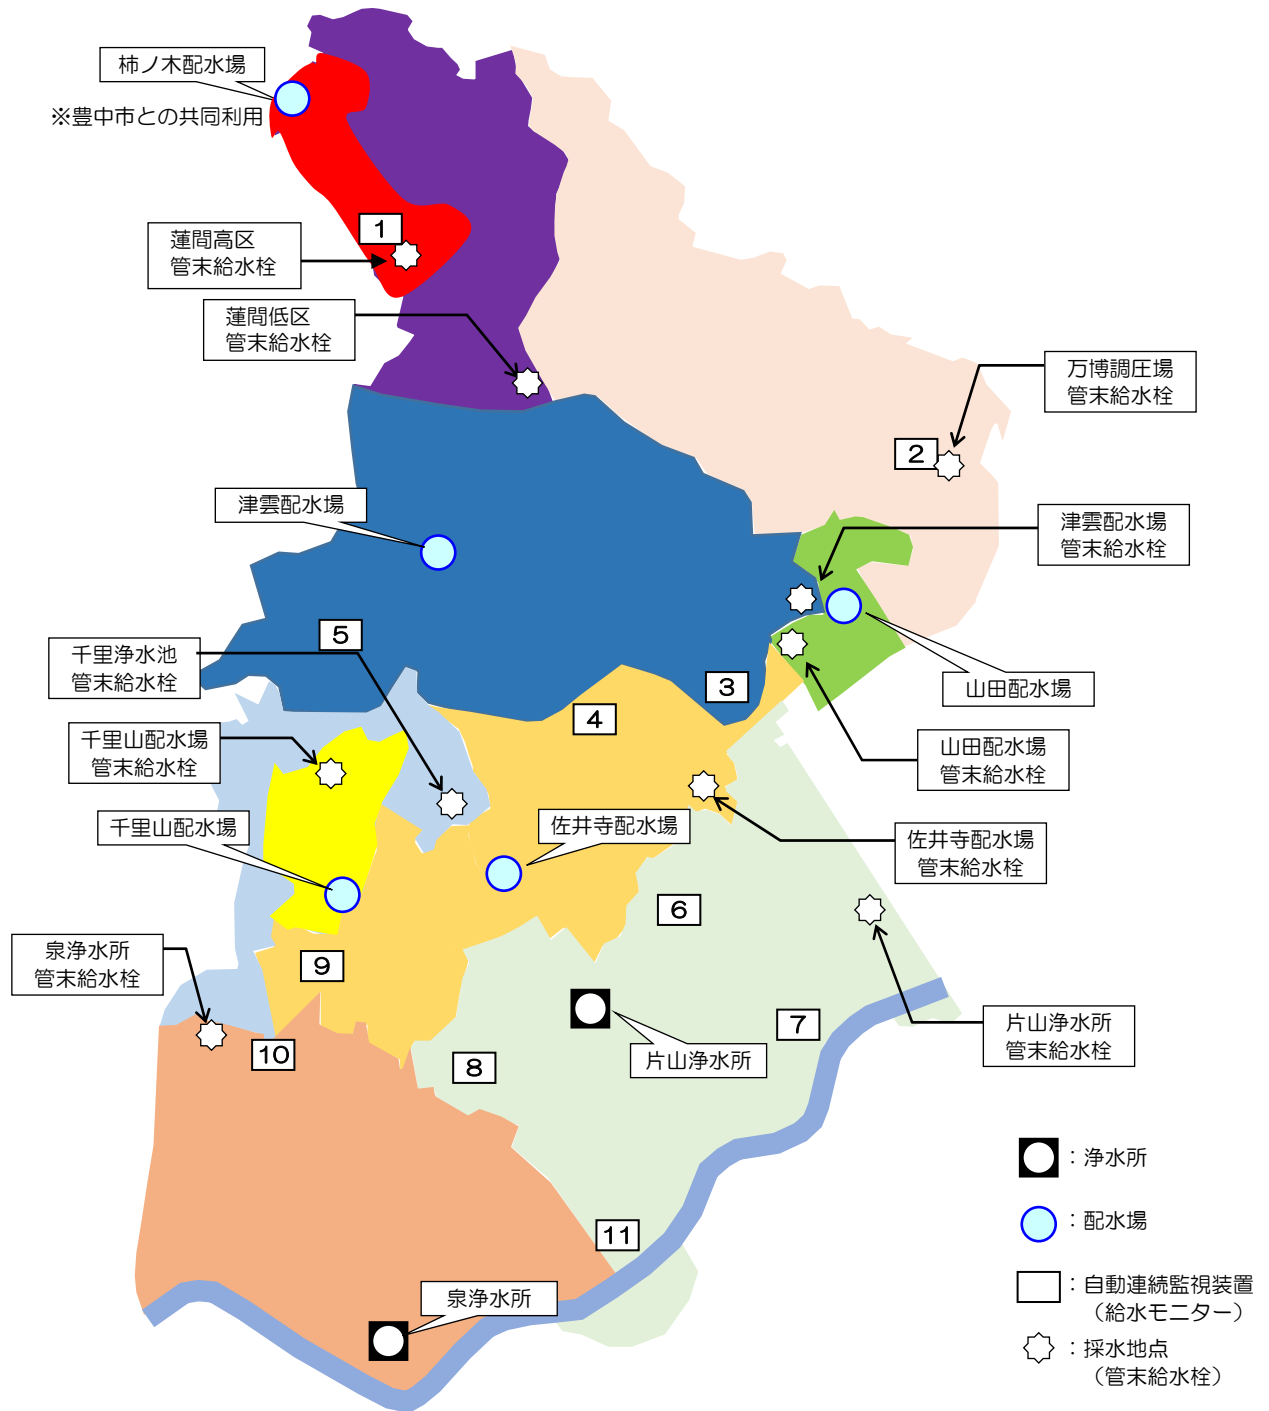 柿ノ木配水場
※豊中市との共同利用
1
蓮間高区
管末給水栓
蓮間低区
管末給水栓
万博調圧場
管末給水栓
2
津雲配水場
津雲配水場
管末給水栓
5
千里浄水池
管末給水栓
3
山田配水場
4
千里山配水場
管末給水栓
山田配水場
管末給水栓
千里山配水場
佐井寺配水場
佐井寺配水場
管末給水栓
6
泉浄水所
管末給水栓
9
7
片山浄水所
管末給水栓
10
8
片山浄水所
11
泉浄水所
：浄水所
：配水場
：自動連続監視装置
（給水モニター）
：採水地点
（管末給水栓）